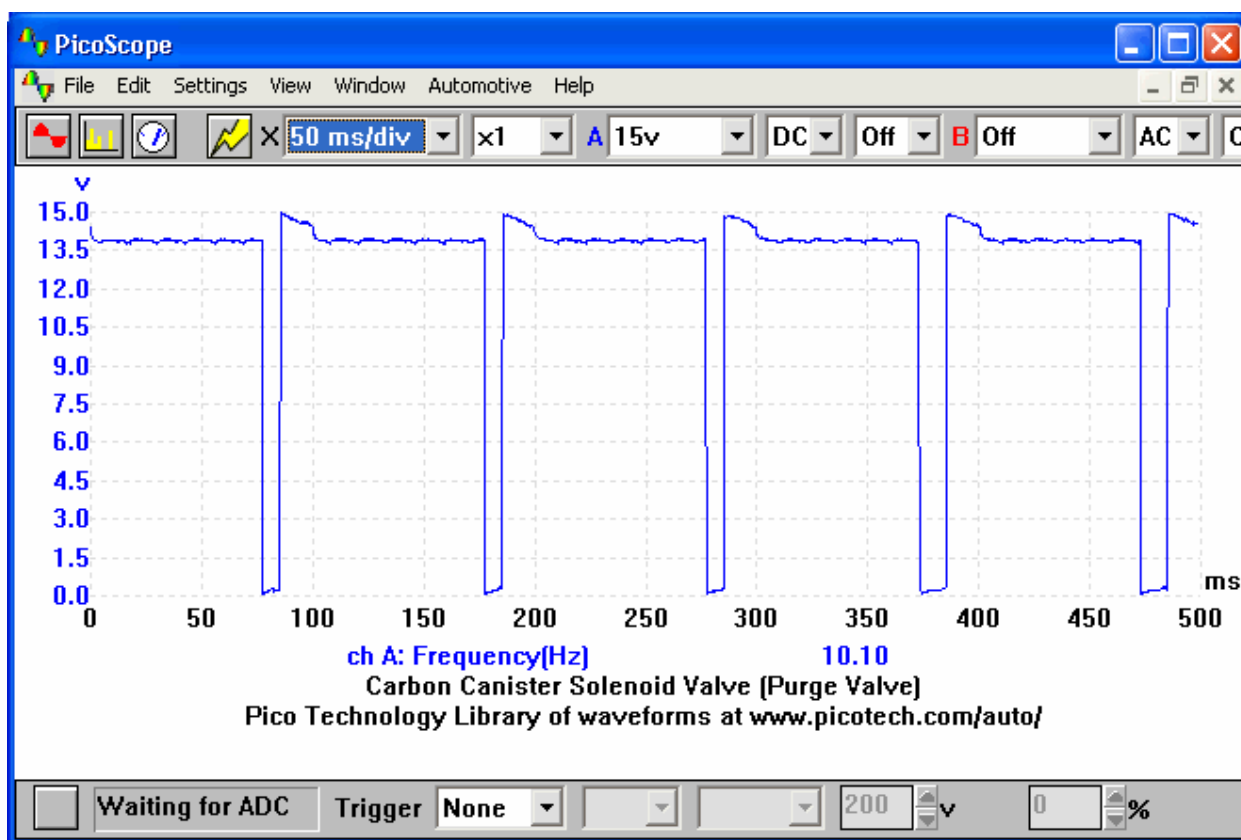 PicoScope
File Edit Settings View Window Automotive Help
X 50 ms/div x1 A 15v DC Off B Off AC
v
15.0
13.5
12.0
10.5
9.0
7.5
6.0
4.5
3.0
1.5
0.0
ms
0 50 100 150 200 250 300 350 400 450 500
ch A: Frequency(Hz) 10.10
Carbon Canister Solenoid Valve (Purge Valve)
Pico Technology Library of waveforms at www.picotech.com/auto/
Waiting for ADC Trigger None 200 v 0 %